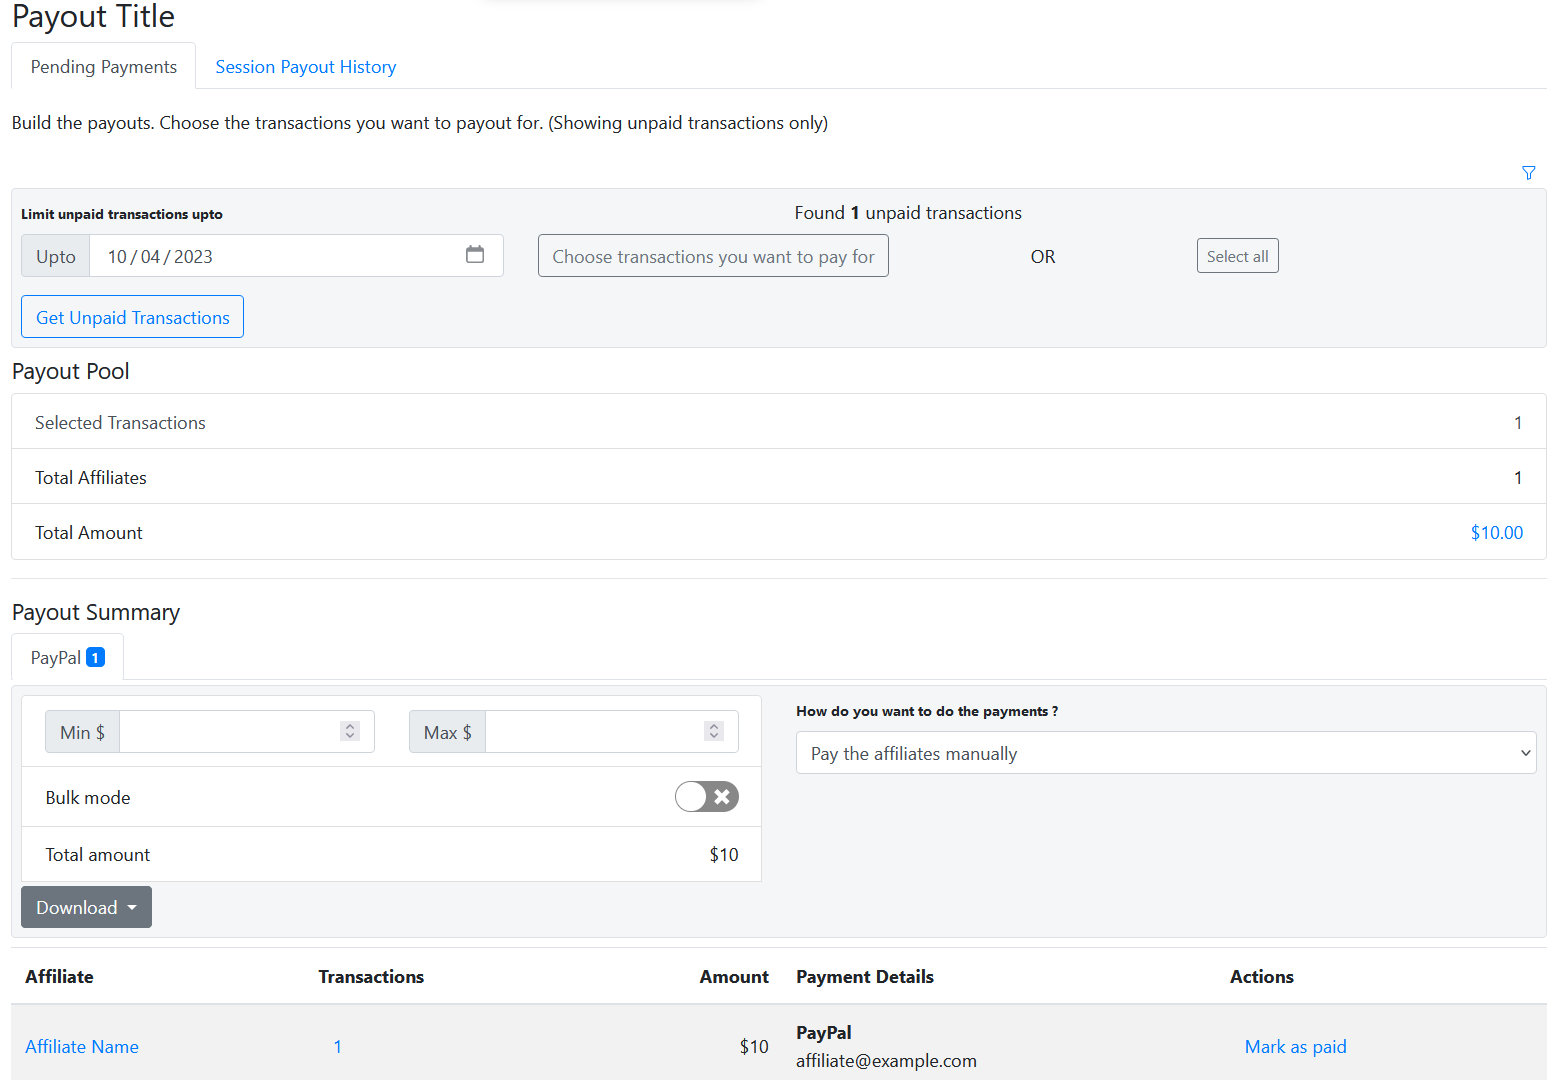 Payout Title
Pending Payments
Session Payout History
Build the payouts. Choose the transactions you want to payout for. (Showing unpaid transactions only)
Limit unpaid transactions upto
Found 1 unpaid transactions
Upto 10/04/2023
Choose transactions you want to pay for
OR
Select all
Get Unpaid Transactions
Payout Pool
Selected Transactions 1
Total Affiliates 1
Total Amount $10.00
Payout Summary
PayPal 1
Min $
Max $
How do you want to do the payments ?
Pay the affiliates manually
Bulk mode
Total amount $10
Download
Affiliate Transactions Amount Payment Details Actions
Affiliate Name 1 $10 PayPal Mark as paid
affiliate@example.com